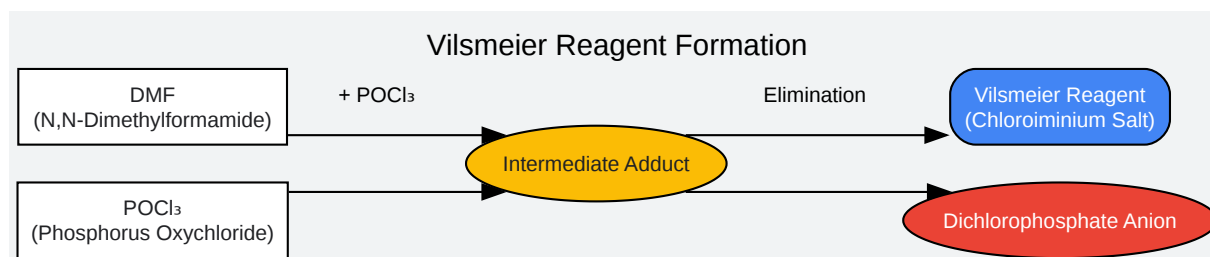 Vilsmeier Reagent Formation
DMF
(N,N-Dimethylformamide)
+ POCl₃
Elimination
Vilsmeier Reagent
(Chloroiminium Salt)
Intermediate Adduct
POCl₃
(Phosphorus Oxychloride)
Dichlorophosphate Anion